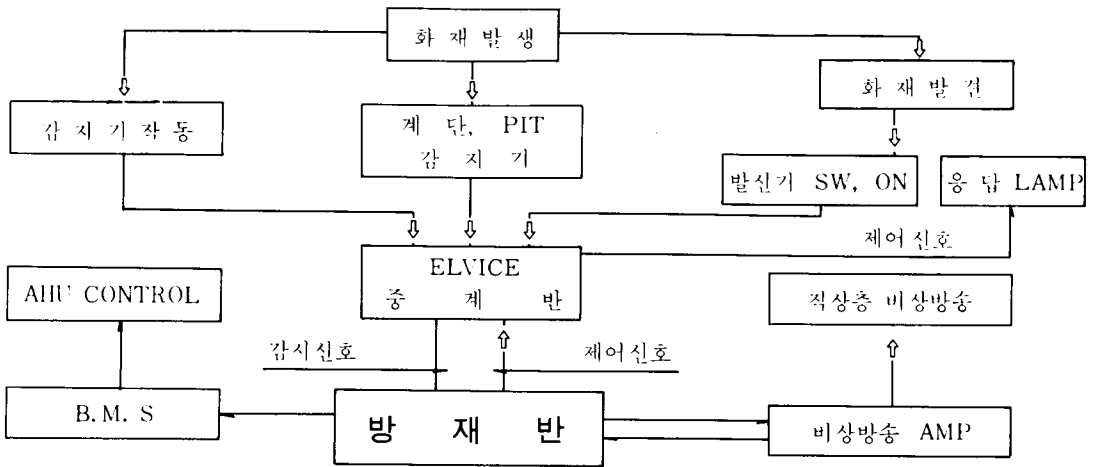 화 재 발 생
감 지 기 작 동
계 단, PIT
감 지 기
화 재 발 견
발신기 SW, ON
응 답 LAMP
제어 신호
ELVICE
중 계 반
AHU CONTROL
직상층 비상방송
감시신호
제어신호
B. M. S
방 재 반
비상방송 AMP